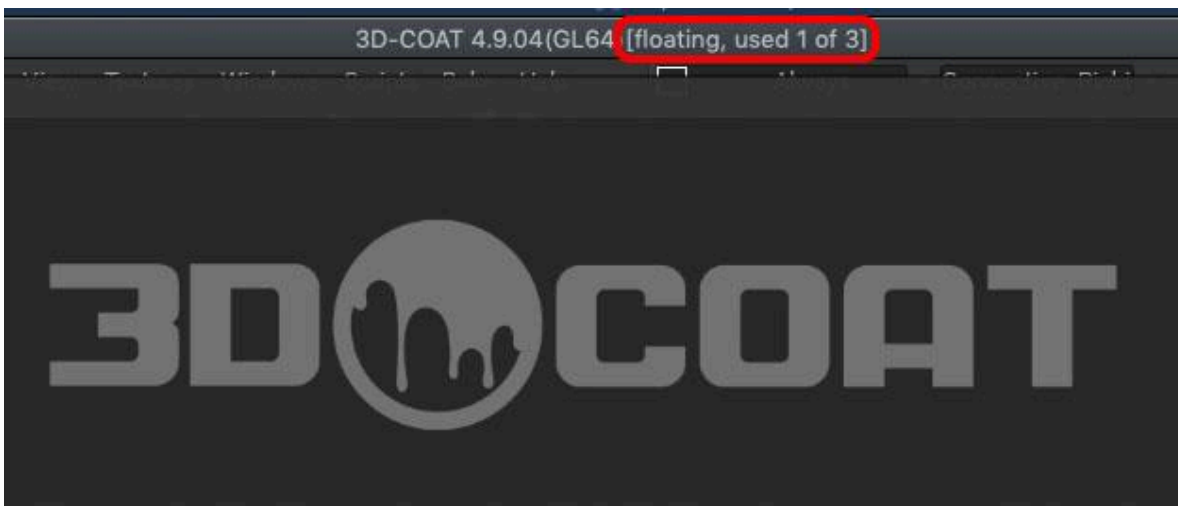 3D-COAT 4.9.04(GL64) [floating, used 1 of 3]
3DCOAT